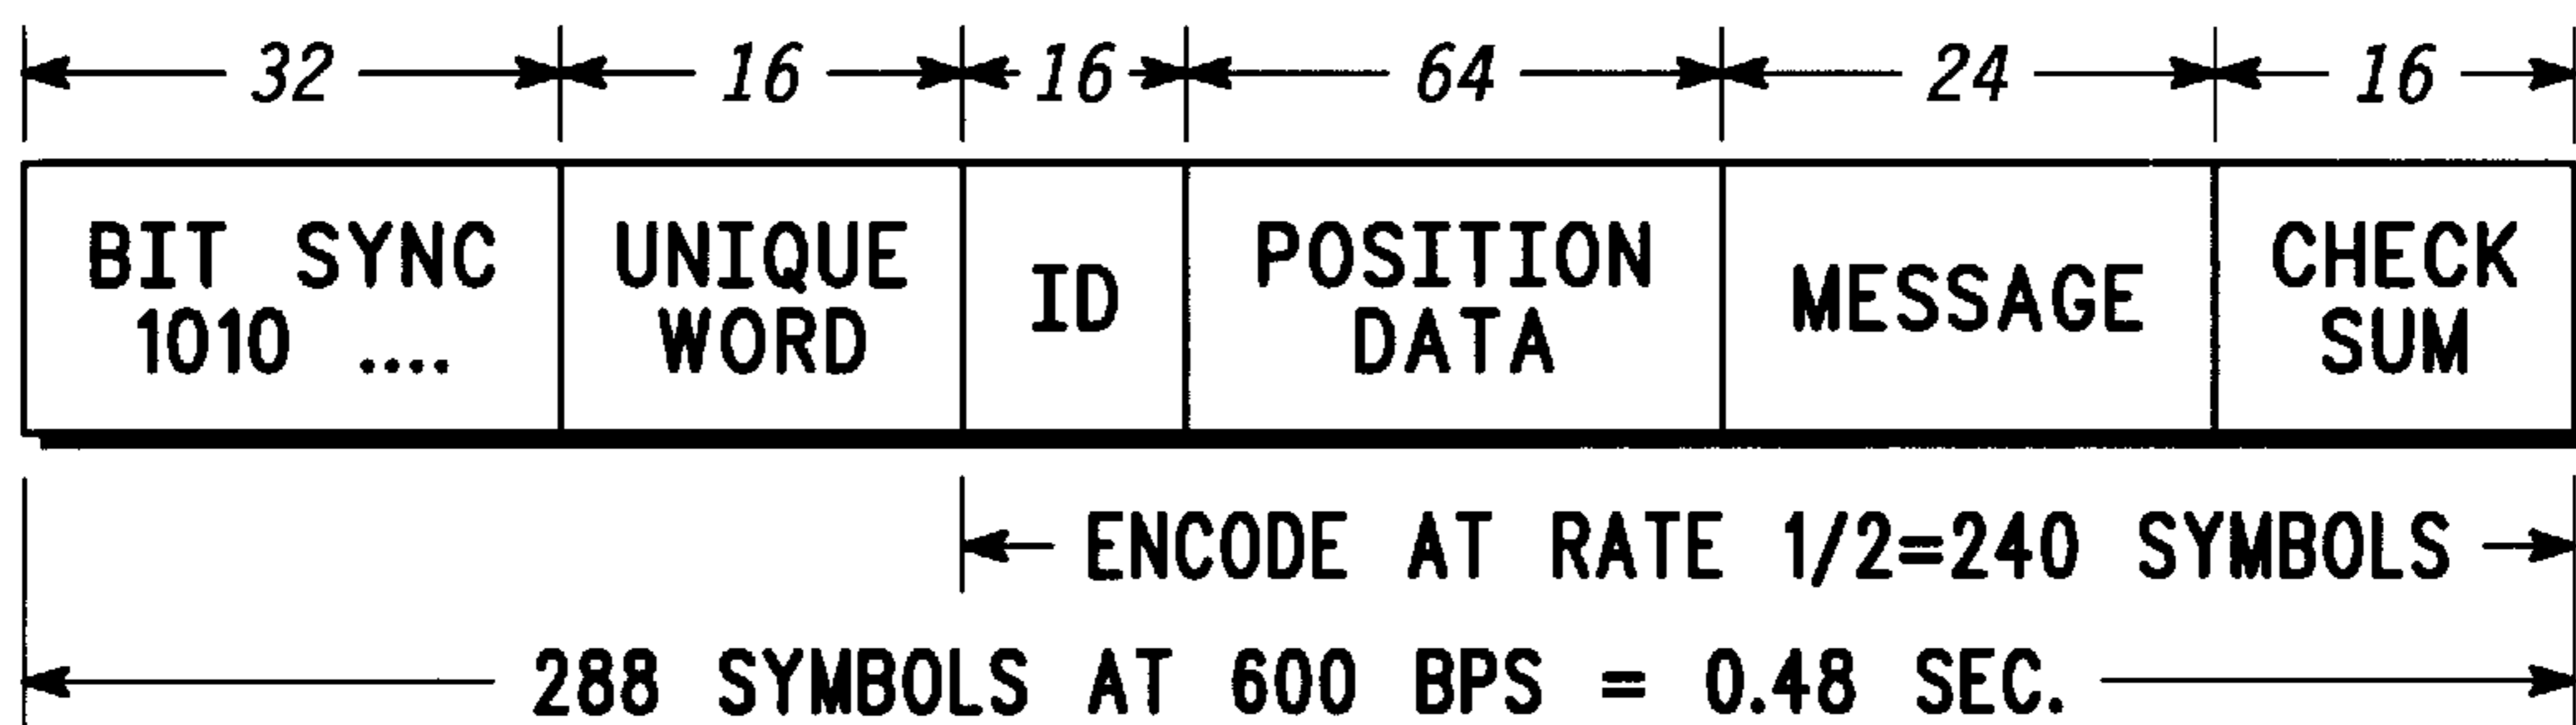 32 16 16 64 24 16
BIT SYNC
1010 ....
UNIQUE
WORD
ID
POSITION
DATA
MESSAGE
CHECK
SUM
ENCODE AT RATE 1/2=240 SYMBOLS
288 SYMBOLS AT 600 BPS = 0.48 SEC.